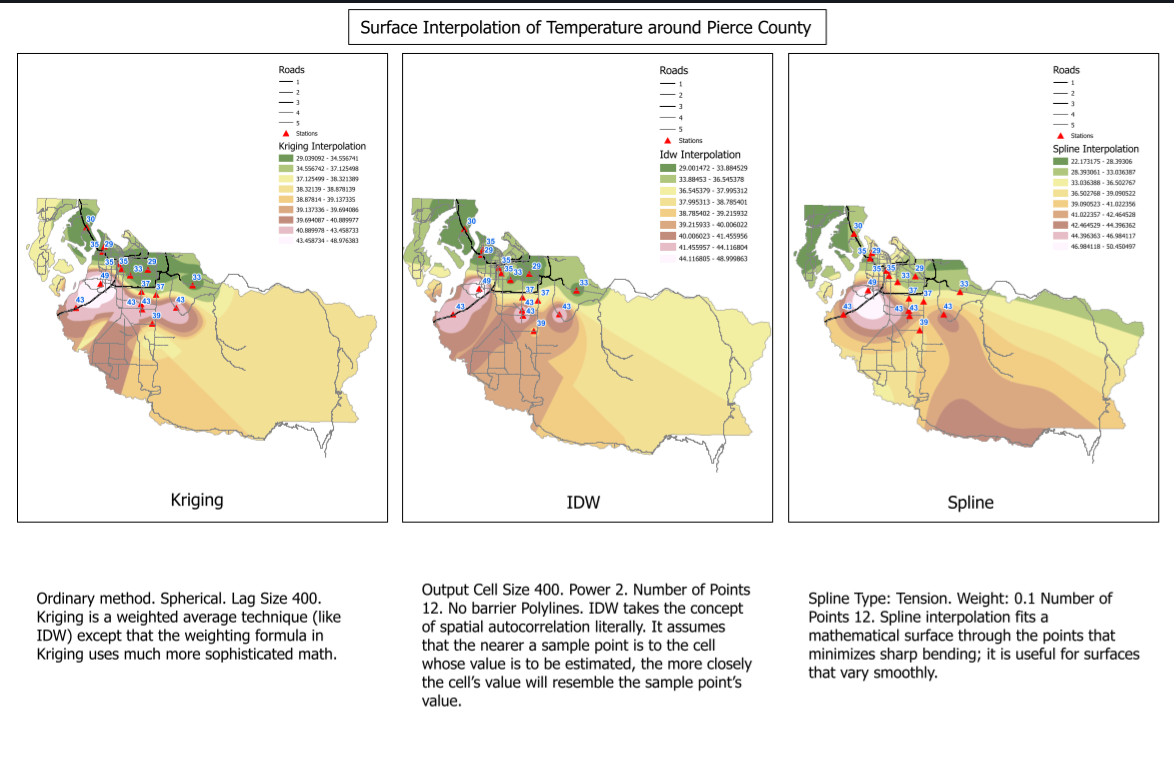 Surface Interpolation of Temperature around Pierce County
Roads
1
2
3
4
5
Stations
Kriging Interpolation
29.039092 - 34.556741
34.556742 - 37.125498
37.125499 - 38.321389
38.32139 - 38.878139
38.87814 - 39.137335
39.137336 - 39.694086
39.694087 - 40.889977
40.889978 - 43.458733
43.458734 - 48.976383
30
35
29
35
35
33
29
49
37
37
33
43
43
43
43
39
Kriging
Roads
1
2
3
4
5
Stations
Idw Interpolation
29.001472 - 33.884529
33.88453 - 36.545378
36.545379 - 37.995312
37.995313 - 38.785401
38.785402 - 39.215932
39.215933 - 40.006022
40.006023 - 41.455956
41.455957 - 44.116804
44.116805 - 48.999863
30
35
29
35
35
33
29
49
37
37
33
43
43
43
43
39
IDW
Roads
1
2
3
4
5
Stations
Spline Interpolation
22.173175 - 28.39306
28.393061 - 33.036387
33.036388 - 36.502767
36.502768 - 39.090522
39.090523 - 41.022356
41.022357 - 42.464528
42.464529 - 44.396362
44.396363 - 46.984117
46.984118 - 50.450497
30
35
29
35
35
33
29
49
37
37
33
43
43
43
43
39
Spline
Ordinary method. Spherical. Lag Size 400.
Kriging is a weighted average technique (like
IDW) except that the weighting formula in
Kriging uses much more sophisticated math.
Output Cell Size 400. Power 2. Number of Points
12. No barrier Polylines. IDW takes the concept
of spatial autocorrelation literally. It assumes
that the nearer a sample point is to the cell
whose value is to be estimated, the more closely
the cell's value will resemble the sample point's
value.
Spline Type: Tension. Weight: 0.1 Number of
Points 12. Spline interpolation fits a
mathematical surface through the points that
minimizes sharp bending; it is useful for surfaces
that vary smoothly.